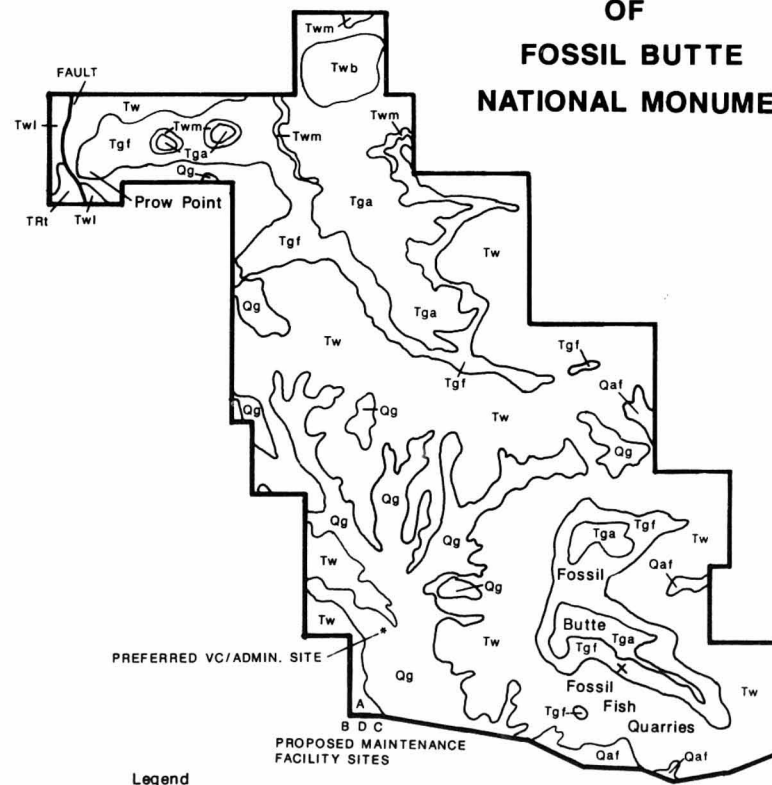 OF
FOSSIL BUTTE
NATIONAL MONUME
Twm
Twb
FAULT
Twl
Tw
Twm
Twm
Twm
Tgf
Tga
Qg
Prow Point
TRt
Twl
Tga
Tw
Tgf
Qg
Tga
Tw
Tgf
Tgf
Qaf
Qg
Qg
Tw
Qg
Qg
Qg
Qg
Tgf
Tga
Tw
Tw
Fossil
Qaf
Qg
Tw
Butte
Tga
PREFERRED VC/ADMIN. SITE
*
Tw
Tgf
X
Qg
Fossil
Tw
A
Tgf
Fish
B D C
Quarries
PROPOSED MAINTENANCE
FACILITY SITES
Qaf
Qaf
Legend